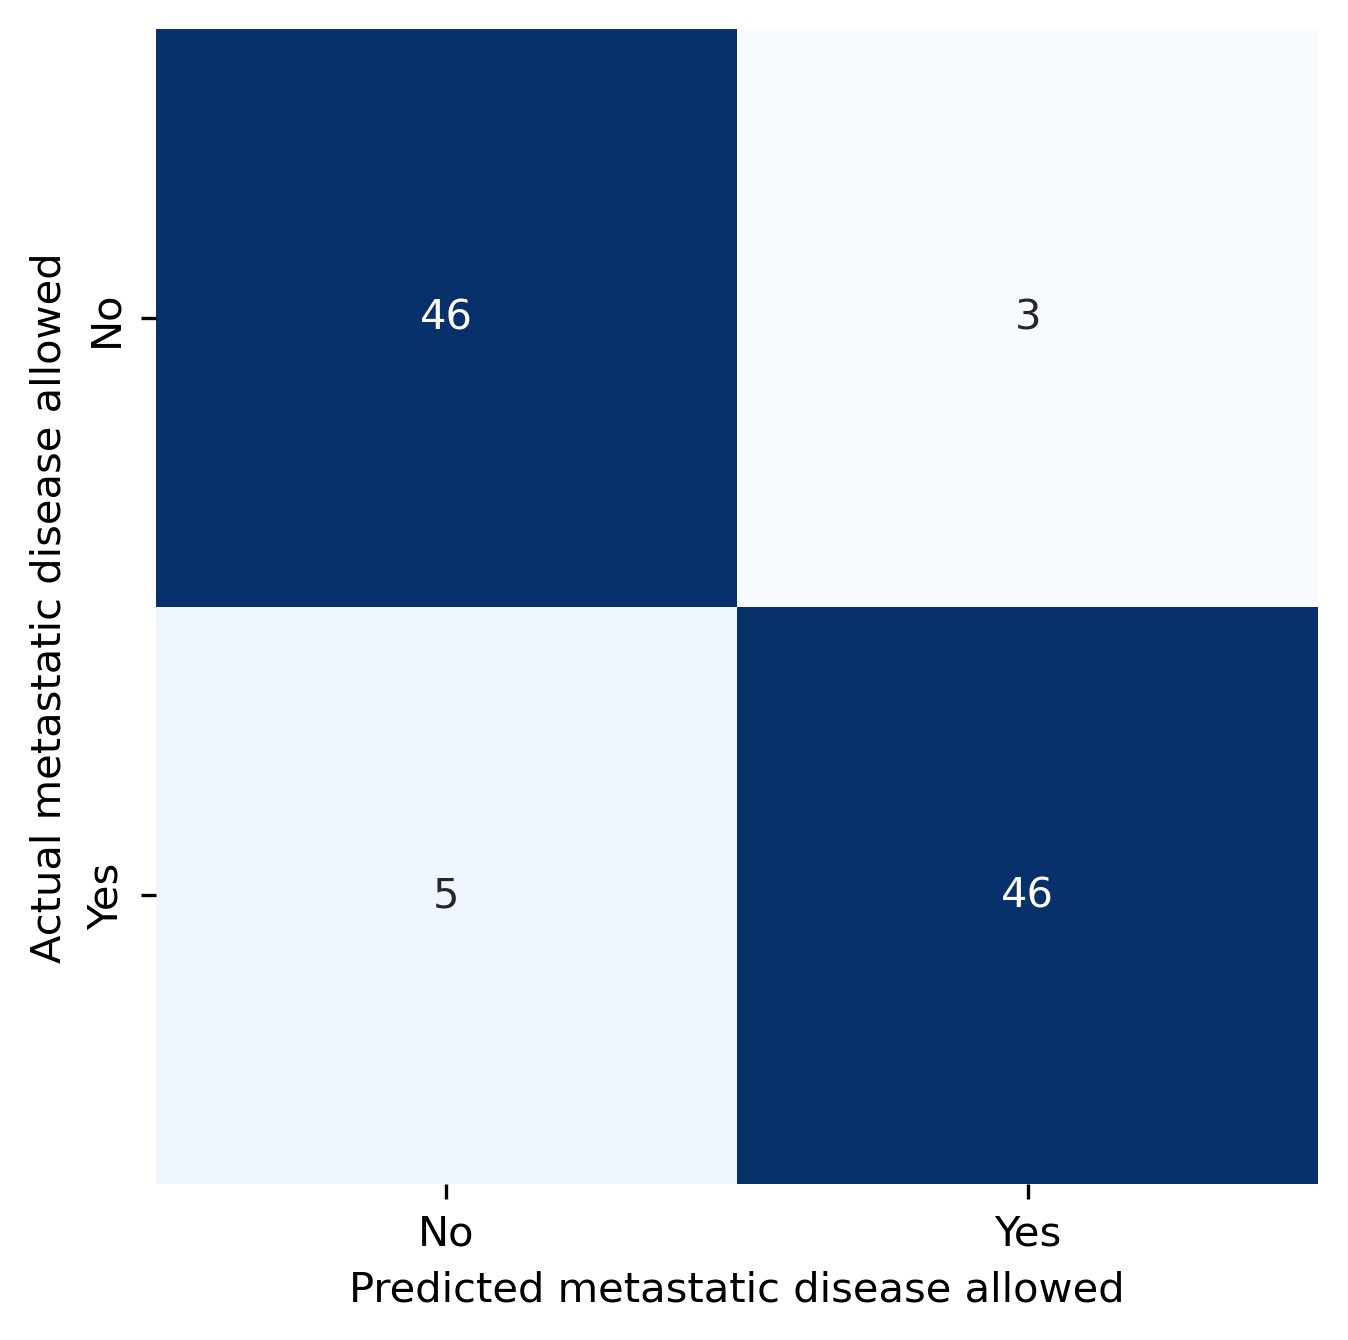 Actual metastatic disease allowed
No
Yes
46
3
5
46
No
Yes
Predicted metastatic disease allowed